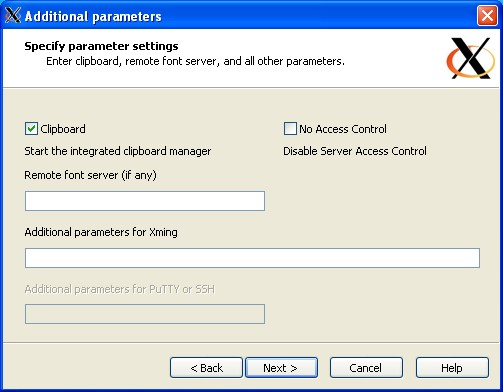 Additional parameters
Specify parameter settings
Enter clipboard, remote font server, and all other parameters.
Clipboard
No Access Control
Start the integrated clipboard manager
Disable Server Access Control
Remote font server (if any)
Additional parameters for Xming
Additional parameters for PuTTY or SSH
< Back
Next >
Cancel
Help